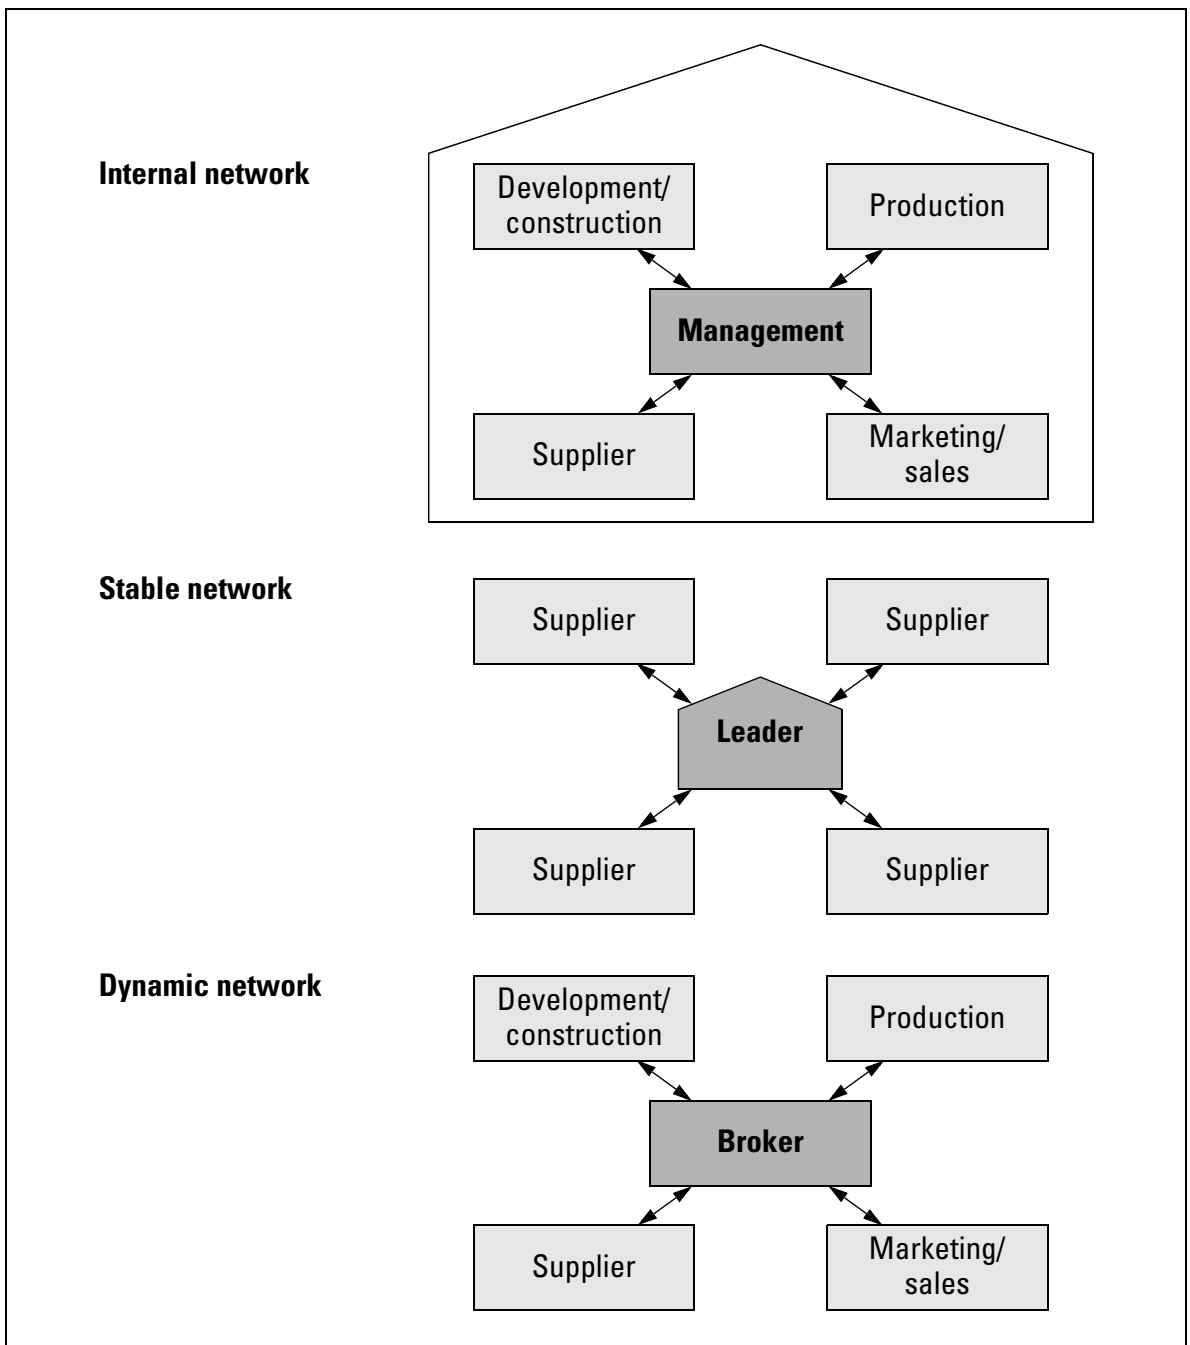 Internal network
Development/
construction
Production
Management
Supplier
Marketing/
sales
Stable network
Supplier
Supplier
Leader
Supplier
Supplier
Dynamic network
Development/
construction
Production
Broker
Supplier
Marketing/
sales